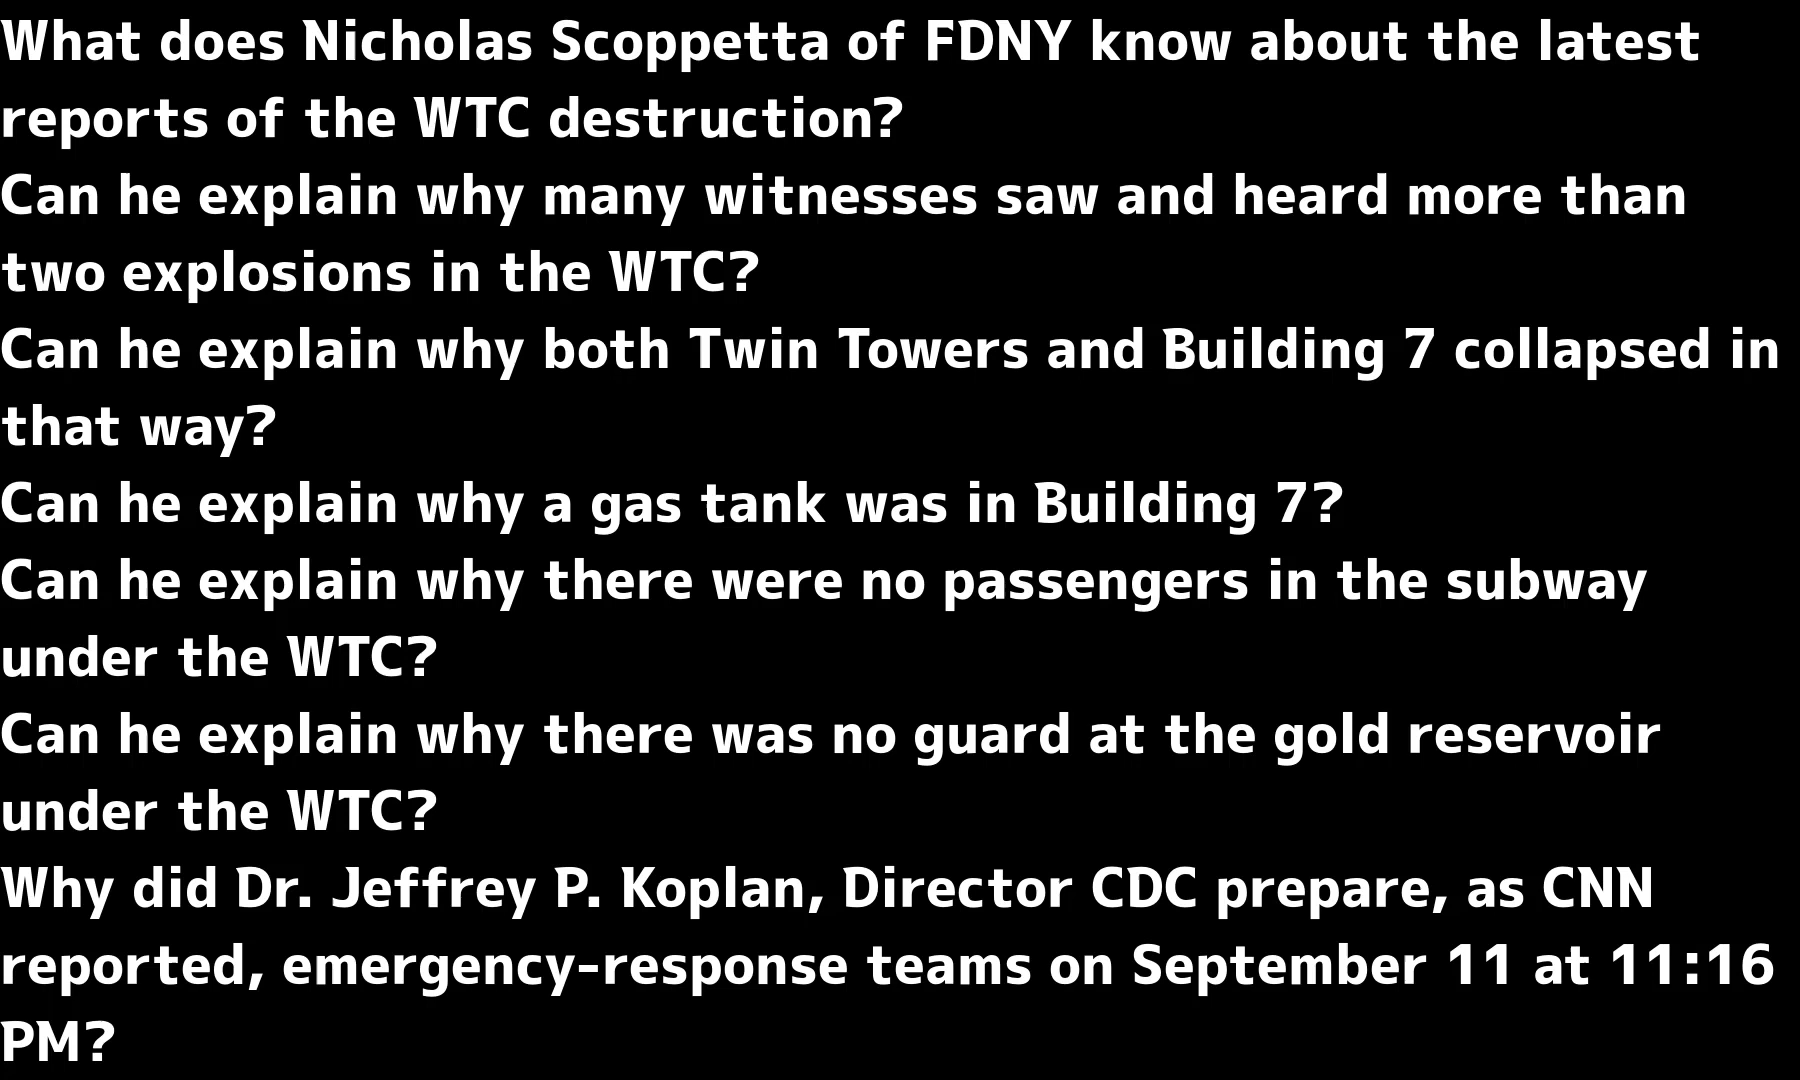 What does Nicholas Scoppetta of FDNY know about the latest
reports of the WTC destruction?
Can he explain why many witnesses saw and heard more than
two explosions in the WTC?
Can he explain why both Twin Towers and Building 7 collapsed in
that way?
Can he explain why a gas tank was in Building 7?
Can he explain why there were no passengers in the subway
under the WTC?
Can he explain why there was no guard at the gold reservoir
under the WTC?
Why did Dr. Jeffrey P. Koplan, Director CDC prepare, as CNN
reported, emergency-response teams on September 11 at 11:16
PM?